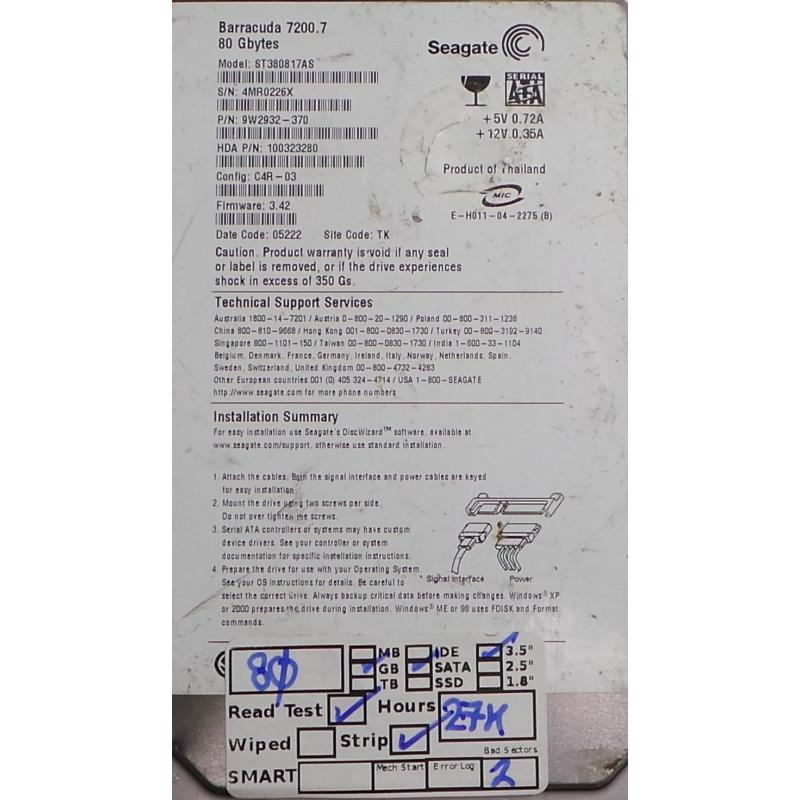 Barracuda 7200.7
80 Gbytes
Seagate
Model: ST380817AS
S/N: 4MR0226X
SERIAL
ATA
P/N: 9W2932-370
+5V 0.72A
+12V 0.35A
HDA P/N: 100323280
Product of Thailand
Config: C4R-03
MIC
Firmware: 3.42
E-H011-04-2275 (B)
Date Code: 05222 Site Code: TK
Caution. Product warranty is void if any seal
or label is removed, or if the drive experiences
shock in excess of 350 Gs.
Technical Support Services
Australia 1800-14-7201 / Austria 0-800-20-1290 / Poland 00-800-311-1238
China 800-810-9668 / Hong Kong 001-800-0830-1730 / Turkey 00-800-3192-9140
Singapore 800-1101-150 / Taiwan 00-800-0830-1730 / India 1-600-33-1104
Belgium, Denmark, France, Germany, Ireland, Italy, Norway, Netherlands, Spain,
Sweden, Switzerland, United Kingdom 00-800-4732-4283
Other European countries 001 (0) 405 324-4714 / USA 1-800-SEAGATE
http://www.seagate.com for more phone numbers
Installation Summary
For easy installation use Seagate's DiscWizard™ software, available at
www.seagate.com/support, otherwise use standard installation.
1. Attach the cables. Both the signal interface and power cables are keyed
for easy installation.
2. Mount the drive using two screws per side.
Do not over tighten the screws.
3. Serial ATA controllers or systems may have custom
device drivers. See your controller or system
documentation for specific installation instructions.
4. Prepare the drive for use with your Operating System.
See your OS instructions for details. Be careful to
select the correct drive. Always backup critical data before making changes. Windows® XP
or 2000 prepares the drive during installation. Windows® ME or 98 uses FDISK and Format
commands.
Signal Interface Power
80 MB IDE 3.5"
GB SATA 2.5"
TB SSD 1.8"
Read Test Hours 27K
Wiped Strip
Bad Sectors
SMART Mech Start Error Log 2